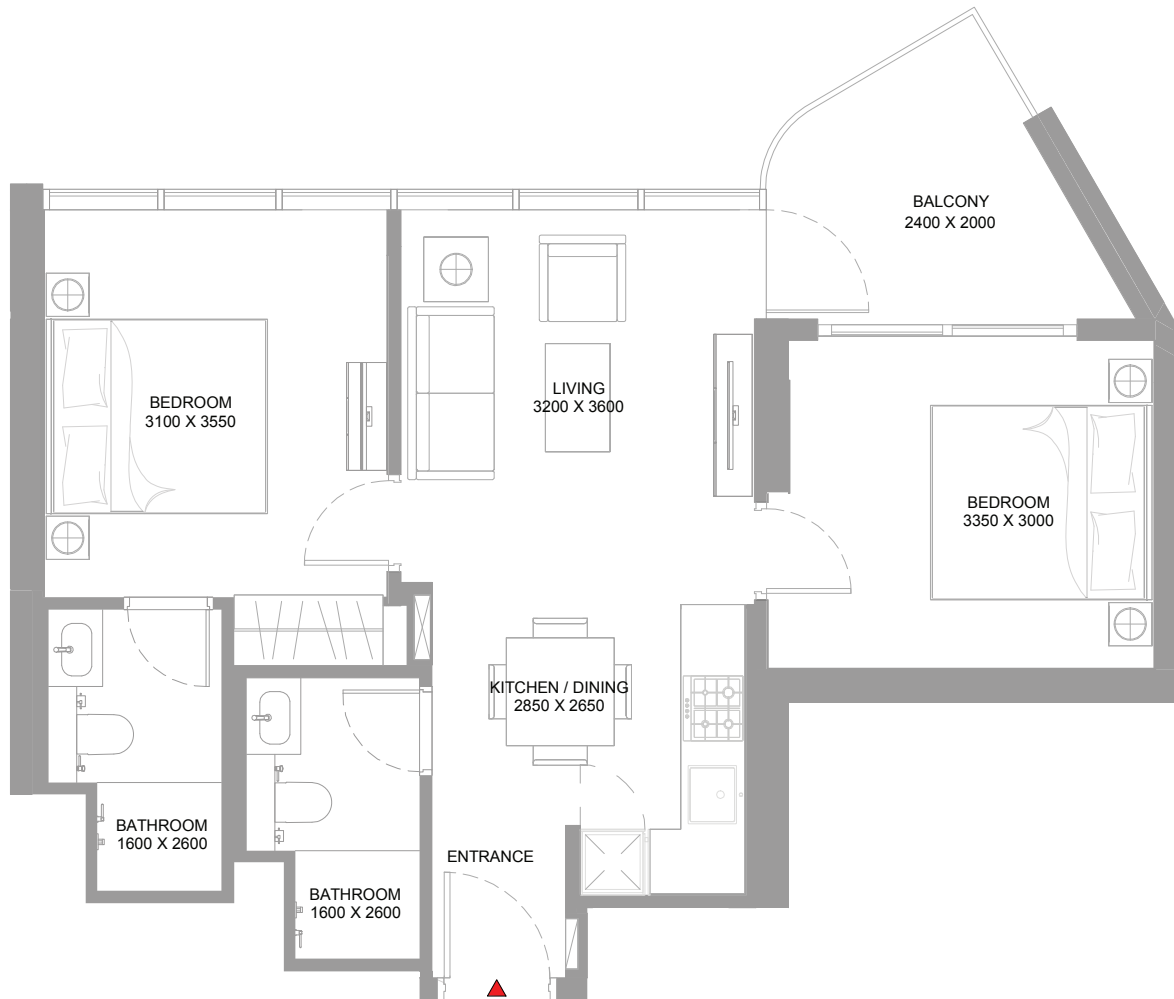 BALCONY
2400 X 2000
BEDROOM
3100 X 3550
LIVING
3200 X 3600
BEDROOM
3350 X 3000
KITCHEN / DINING
2850 X 2650
BATHROOM
1600 X 2600
ENTRANCE
BATHROOM
1600 X 2600